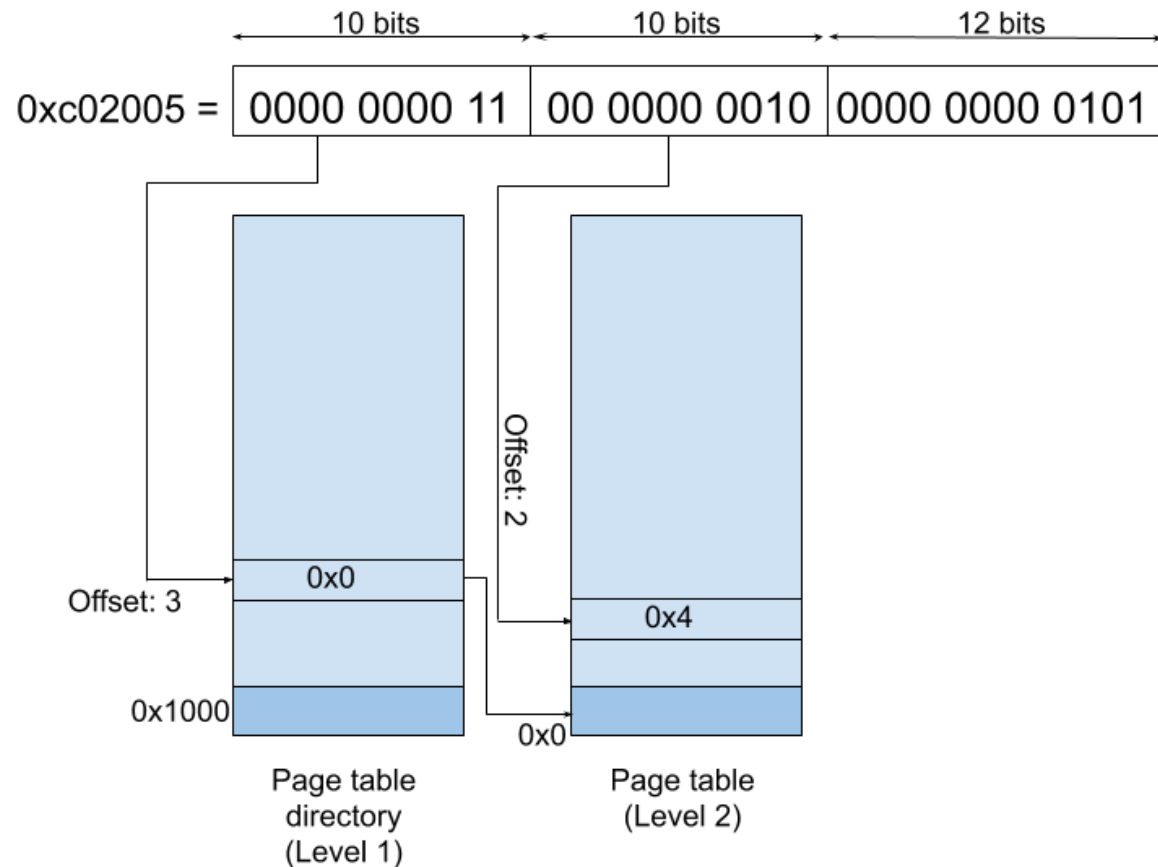 10 bits 10 bits 12 bits
0xc02005 = 0000 0000 11 00 0000 0010 0000 0000 0101
Offset: 2
0x0
Offset: 3
0x4
0x1000
0x0
Page table
directory
(Level 1)
Page table
(Level 2)